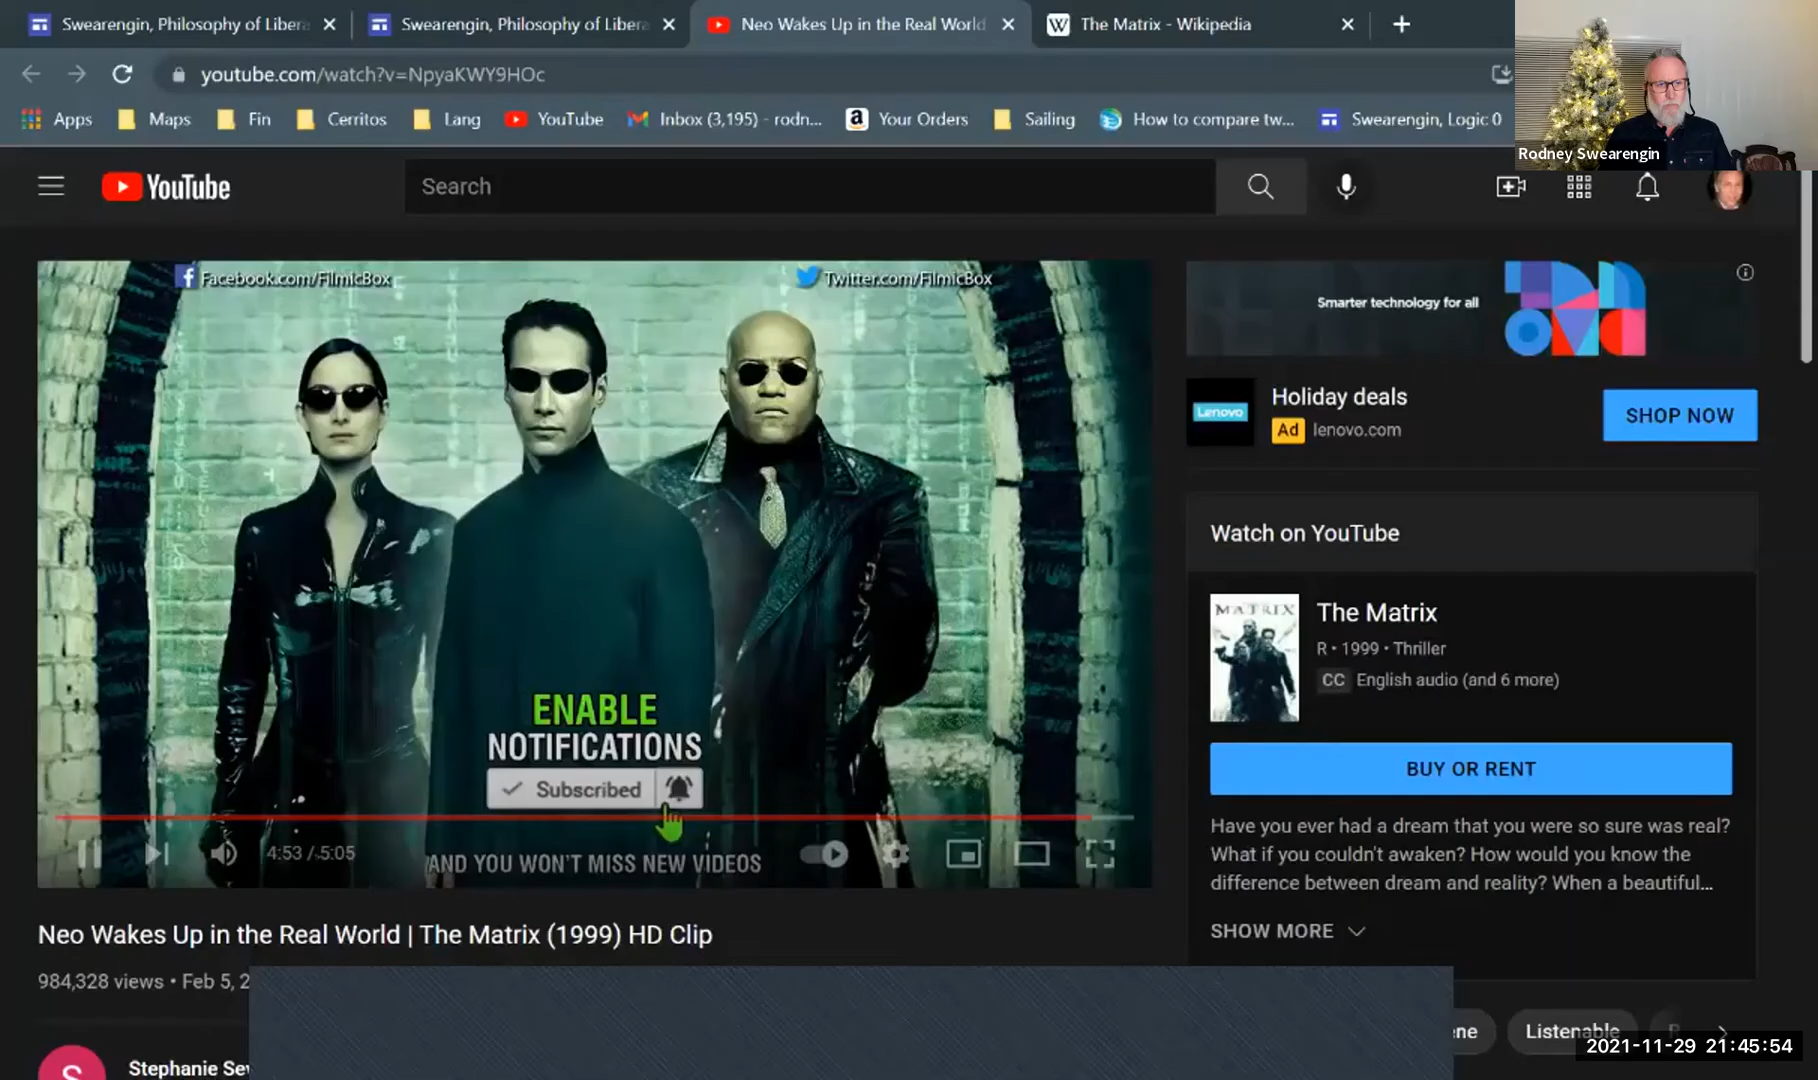 Swearengin, Philosophy of Libera
Swearengin, Philosophy of Libera
Neo Wakes Up in the Real World
The Matrix - Wikipedia
youtube.com/watch?v=NpyaKWY9HOc
Apps
Maps
Fin
Cerritos
Lang
YouTube
Inbox (3,195) - rodn...
Your Orders
Sailing
How to compare tw...
Swearengin, Logic 0
Rodney Swearengin
YouTube
Search
Facebook.com/FilmicBox
Twitter.com/FilmicBox
ENABLE
NOTIFICATIONS
Subscribed
4:53 / 5:05
AND YOU WON'T MISS NEW VIDEOS
Smarter technology for all
Lenovo
Holiday deals
Ad lenovo.com
SHOP NOW
Watch on YouTube
MATRIX
The Matrix
R • 1999 • Thriller
CC English audio (and 6 more)
BUY OR RENT
Have you ever had a dream that you were so sure was real?
What if you couldn't awaken? How would you know the
difference between dream and reality? When a beautiful...
SHOW MORE
Neo Wakes Up in the Real World | The Matrix (1999) HD Clip
984,328 views • Feb 5, 2
ene
Listenable
2021-11-29 21:45:54
S
Stephanie Sev